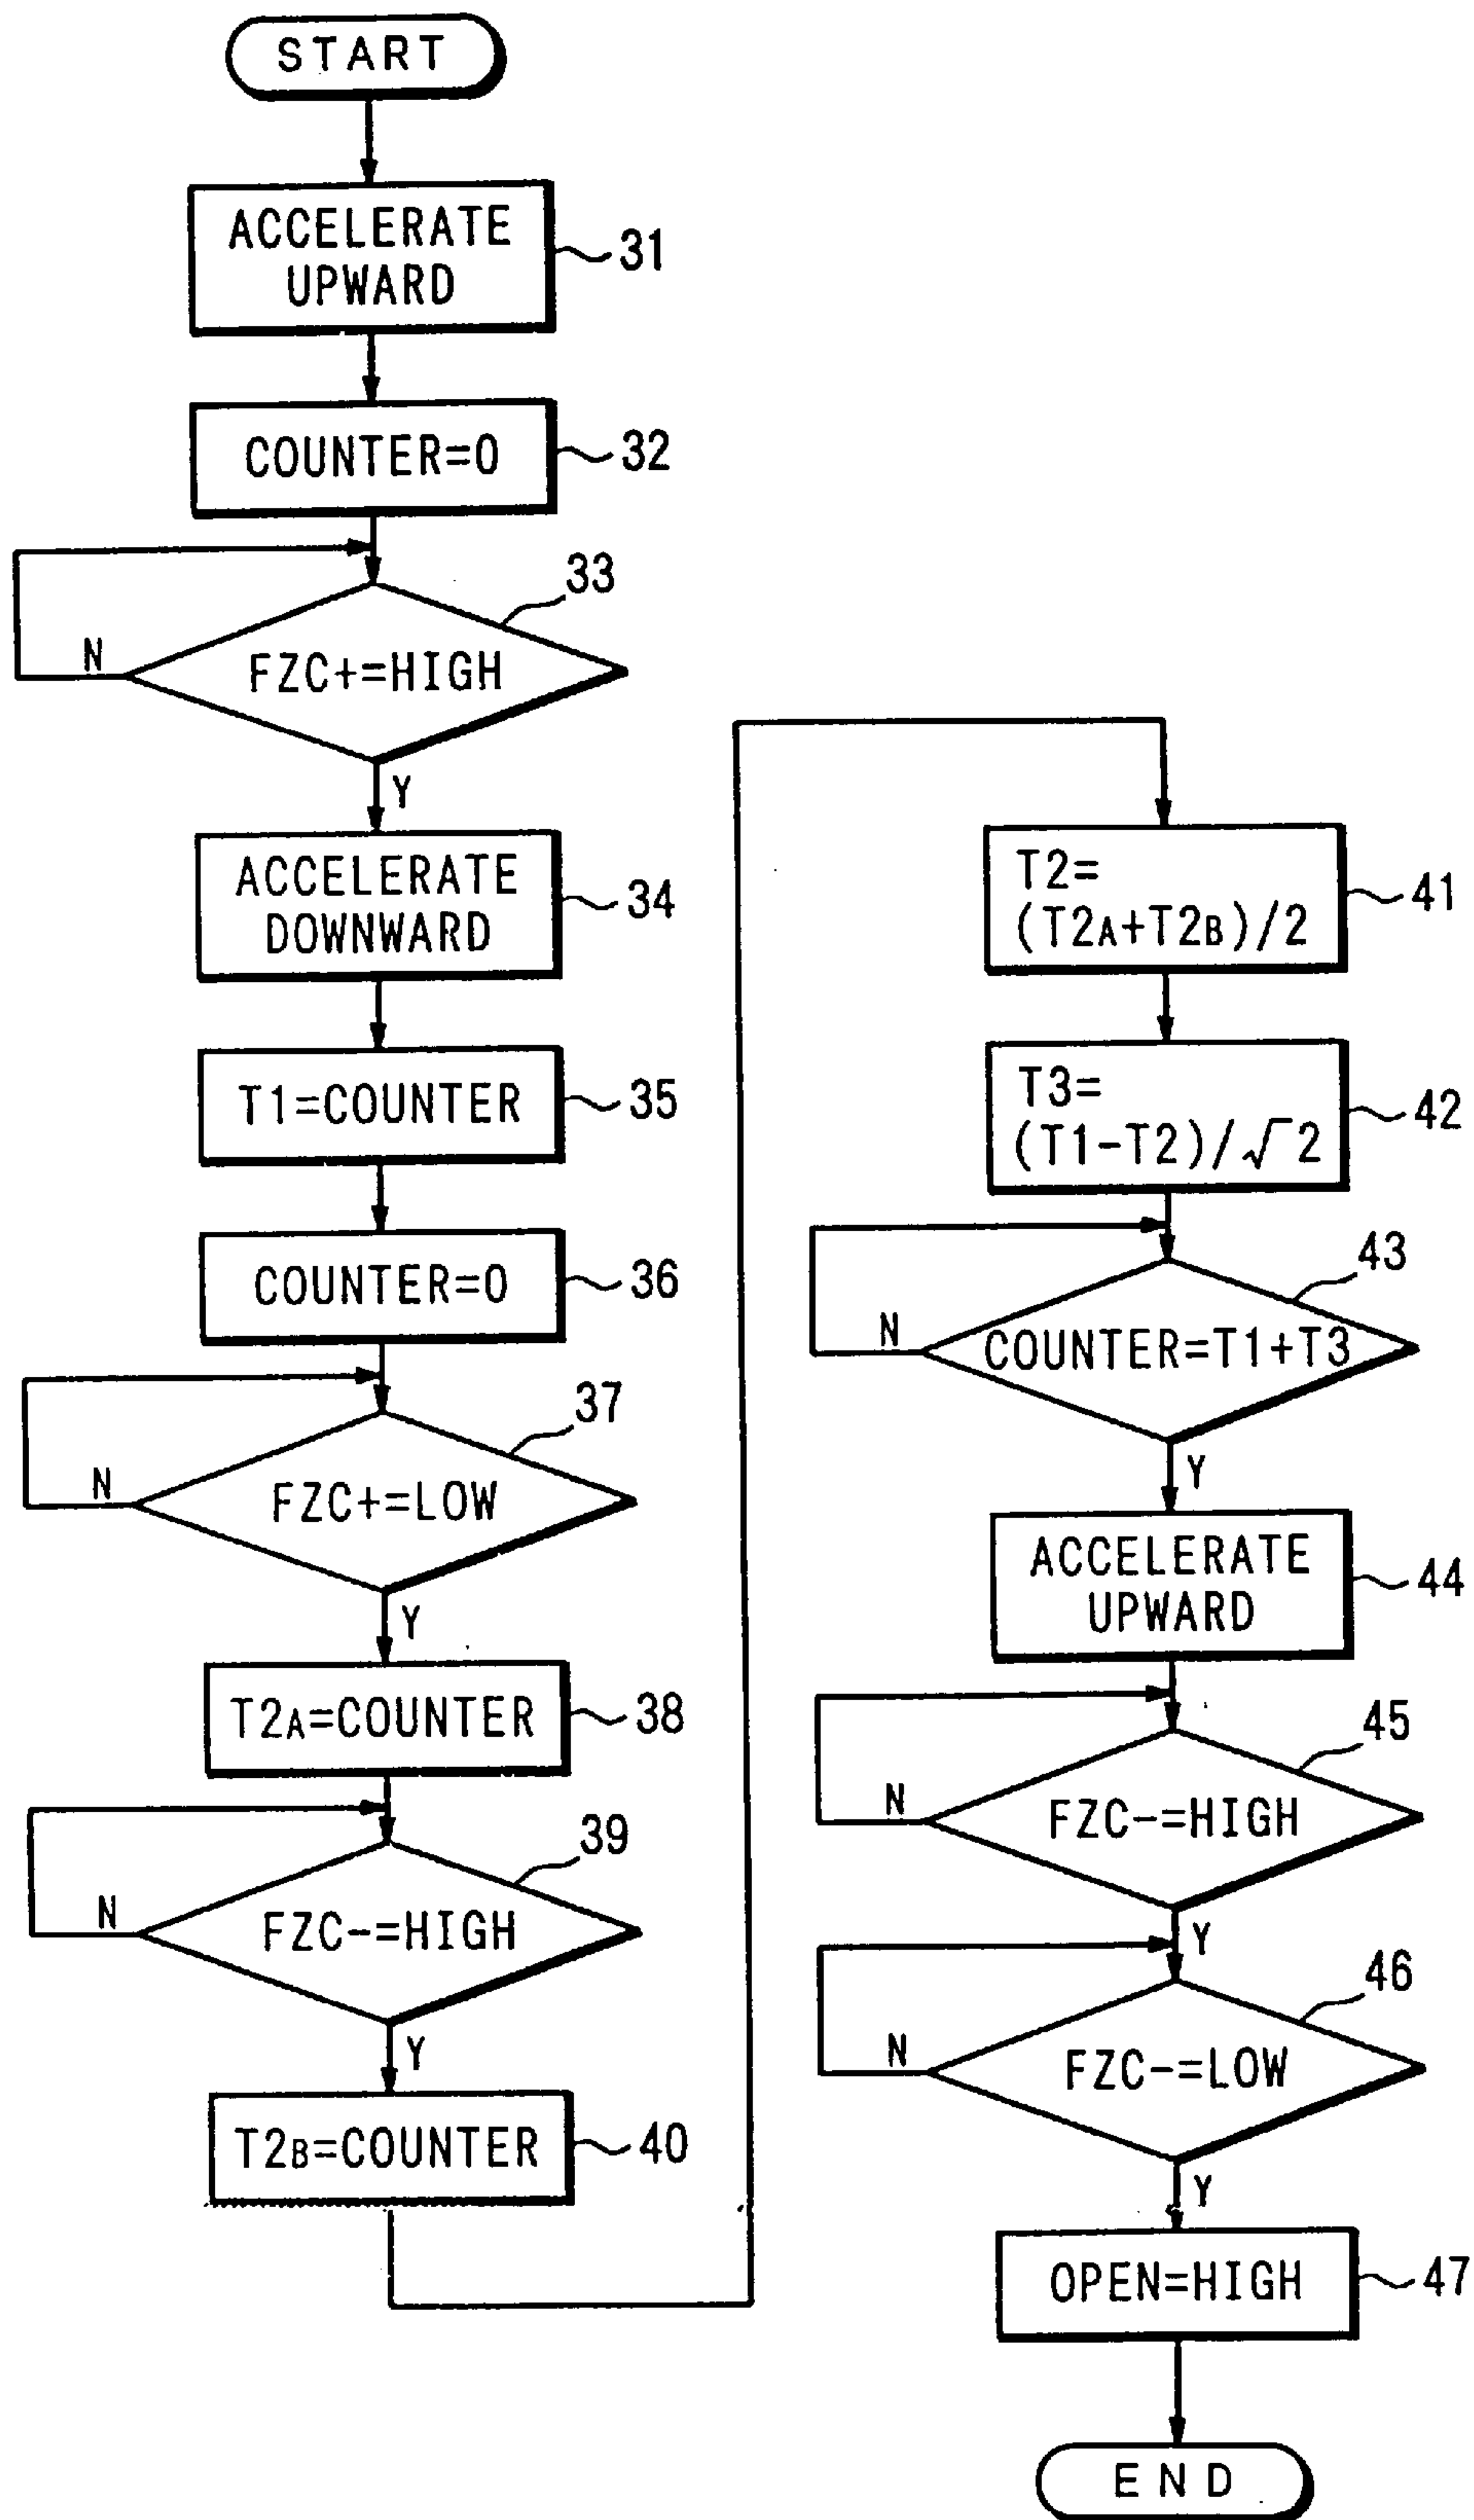 START
ACCELERATE
UPWARD
31
COUNTER=0
32
33
N
FZC+=HIGH
Y
ACCELERATE
DOWNWARD
34
T1=COUNTER
35
COUNTER=0
36
37
N
FZC+=LOW
Y
T2A=COUNTER
38
39
N
FZC-=HIGH
Y
T2B=COUNTER
40
T2=
(T2A+T2B)/2
41
T3=
(T1-T2)/√2
42
43
N
COUNTER=T1+T3
Y
ACCELERATE
UPWARD
44
45
N
FZC-=HIGH
Y
46
N
FZC-=LOW
Y
OPEN=HIGH
47
END